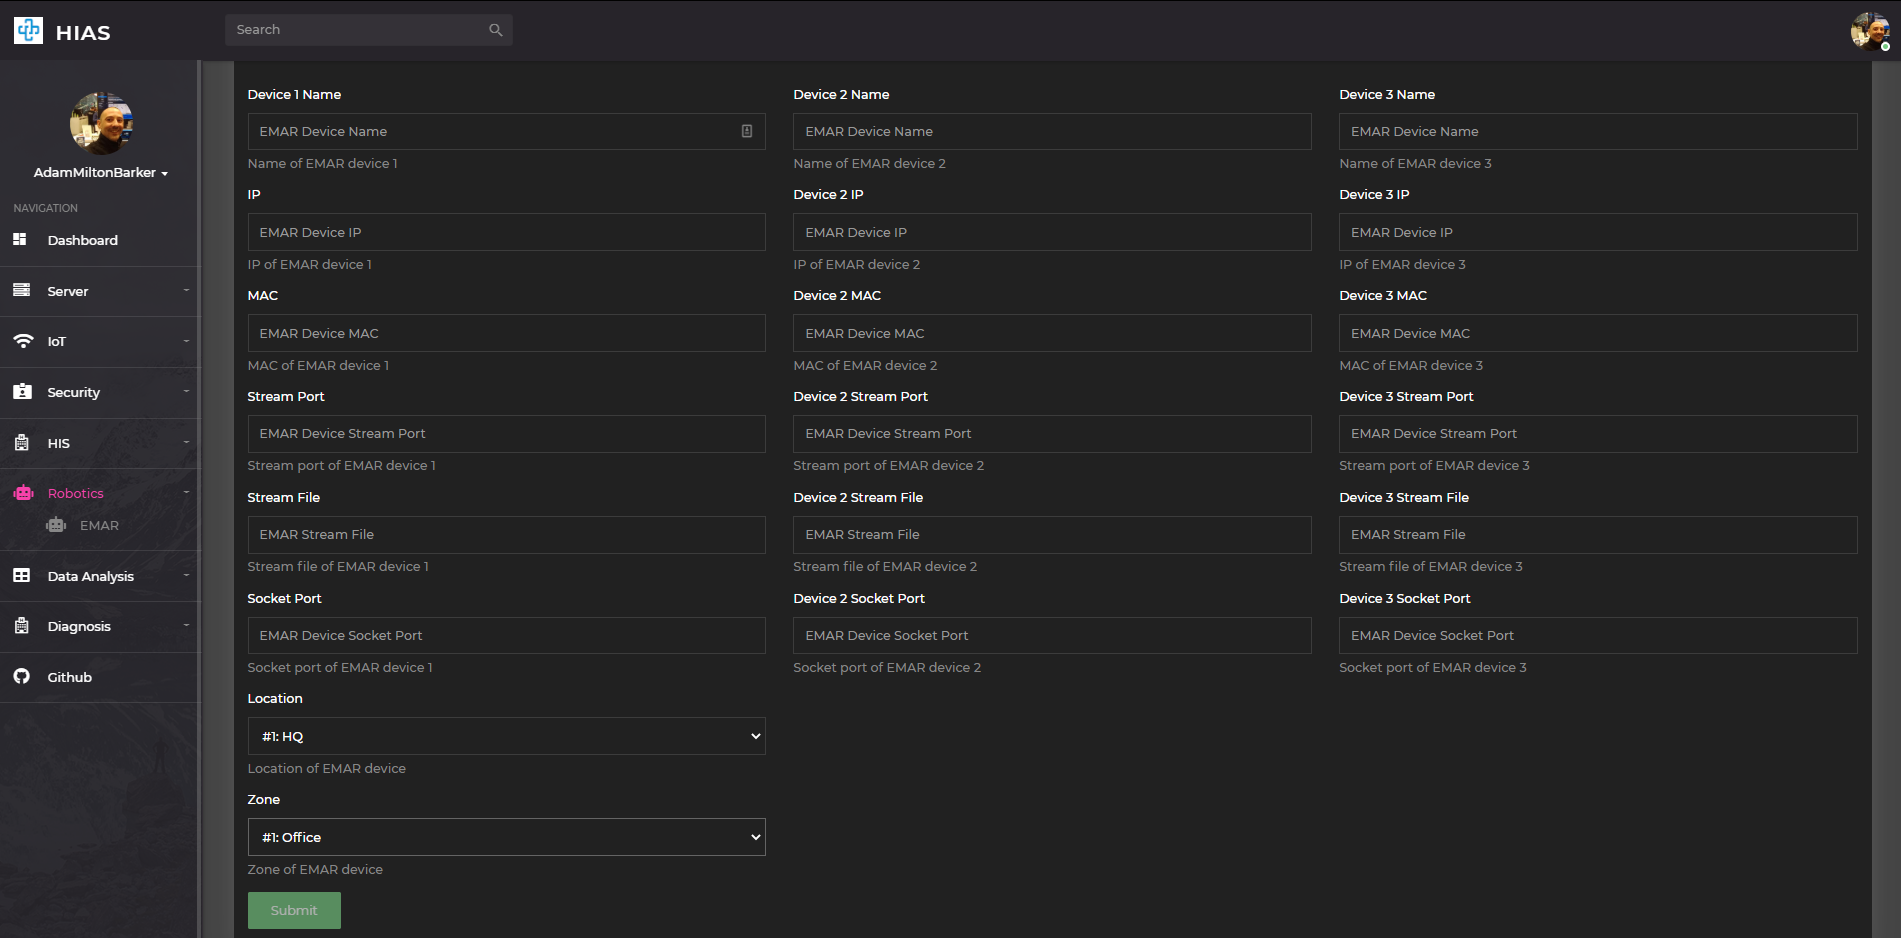 HIAS
Search
AdamMiltonBarker
NAVIGATION
Dashboard
Server
IoT
Security
HIS
Robotics
EMAR
Data Analysis
Diagnosis
Github
Device 1 Name
EMAR Device Name
Name of EMAR device 1
IP
EMAR Device IP
IP of EMAR device 1
MAC
EMAR Device MAC
MAC of EMAR device 1
Stream Port
EMAR Device Stream Port
Stream port of EMAR device 1
Stream File
EMAR Stream File
Stream file of EMAR device 1
Socket Port
EMAR Device Socket Port
Socket port of EMAR device 1
Location
#1: HQ
Location of EMAR device
Zone
#1: Office
Zone of EMAR device
Submit
Device 2 Name
EMAR Device Name
Name of EMAR device 2
Device 2 IP
EMAR Device IP
IP of EMAR device 2
Device 2 MAC
EMAR Device MAC
MAC of EMAR device 2
Device 2 Stream Port
EMAR Device Stream Port
Stream port of EMAR device 2
Device 2 Stream File
EMAR Stream File
Stream file of EMAR device 2
Device 2 Socket Port
EMAR Device Socket Port
Socket port of EMAR device 2
Device 3 Name
EMAR Device Name
Name of EMAR device 3
Device 3 IP
EMAR Device IP
IP of EMAR device 3
Device 3 MAC
EMAR Device MAC
MAC of EMAR device 3
Device 3 Stream Port
EMAR Device Stream Port
Stream port of EMAR device 3
Device 3 Stream File
EMAR Stream File
Stream file of EMAR device 3
Device 3 Socket Port
EMAR Device Socket Port
Socket port of EMAR device 3